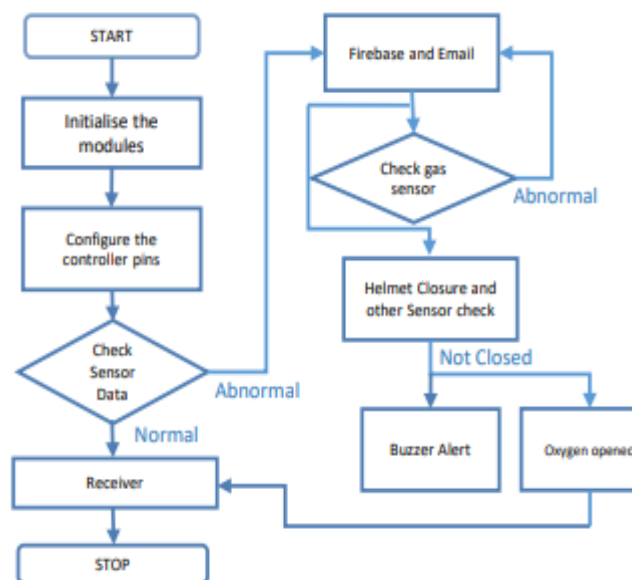 START
Initialise the
modules
Configure the
controller pins
Check
Sensor
Data
Abnormal
Normal
Receiver
STOP
Firebase and Email
Check gas
sensor
Abnormal
Helmet Closure and
other Sensor check
Not Closed
Buzzer Alert
Oxygen opened